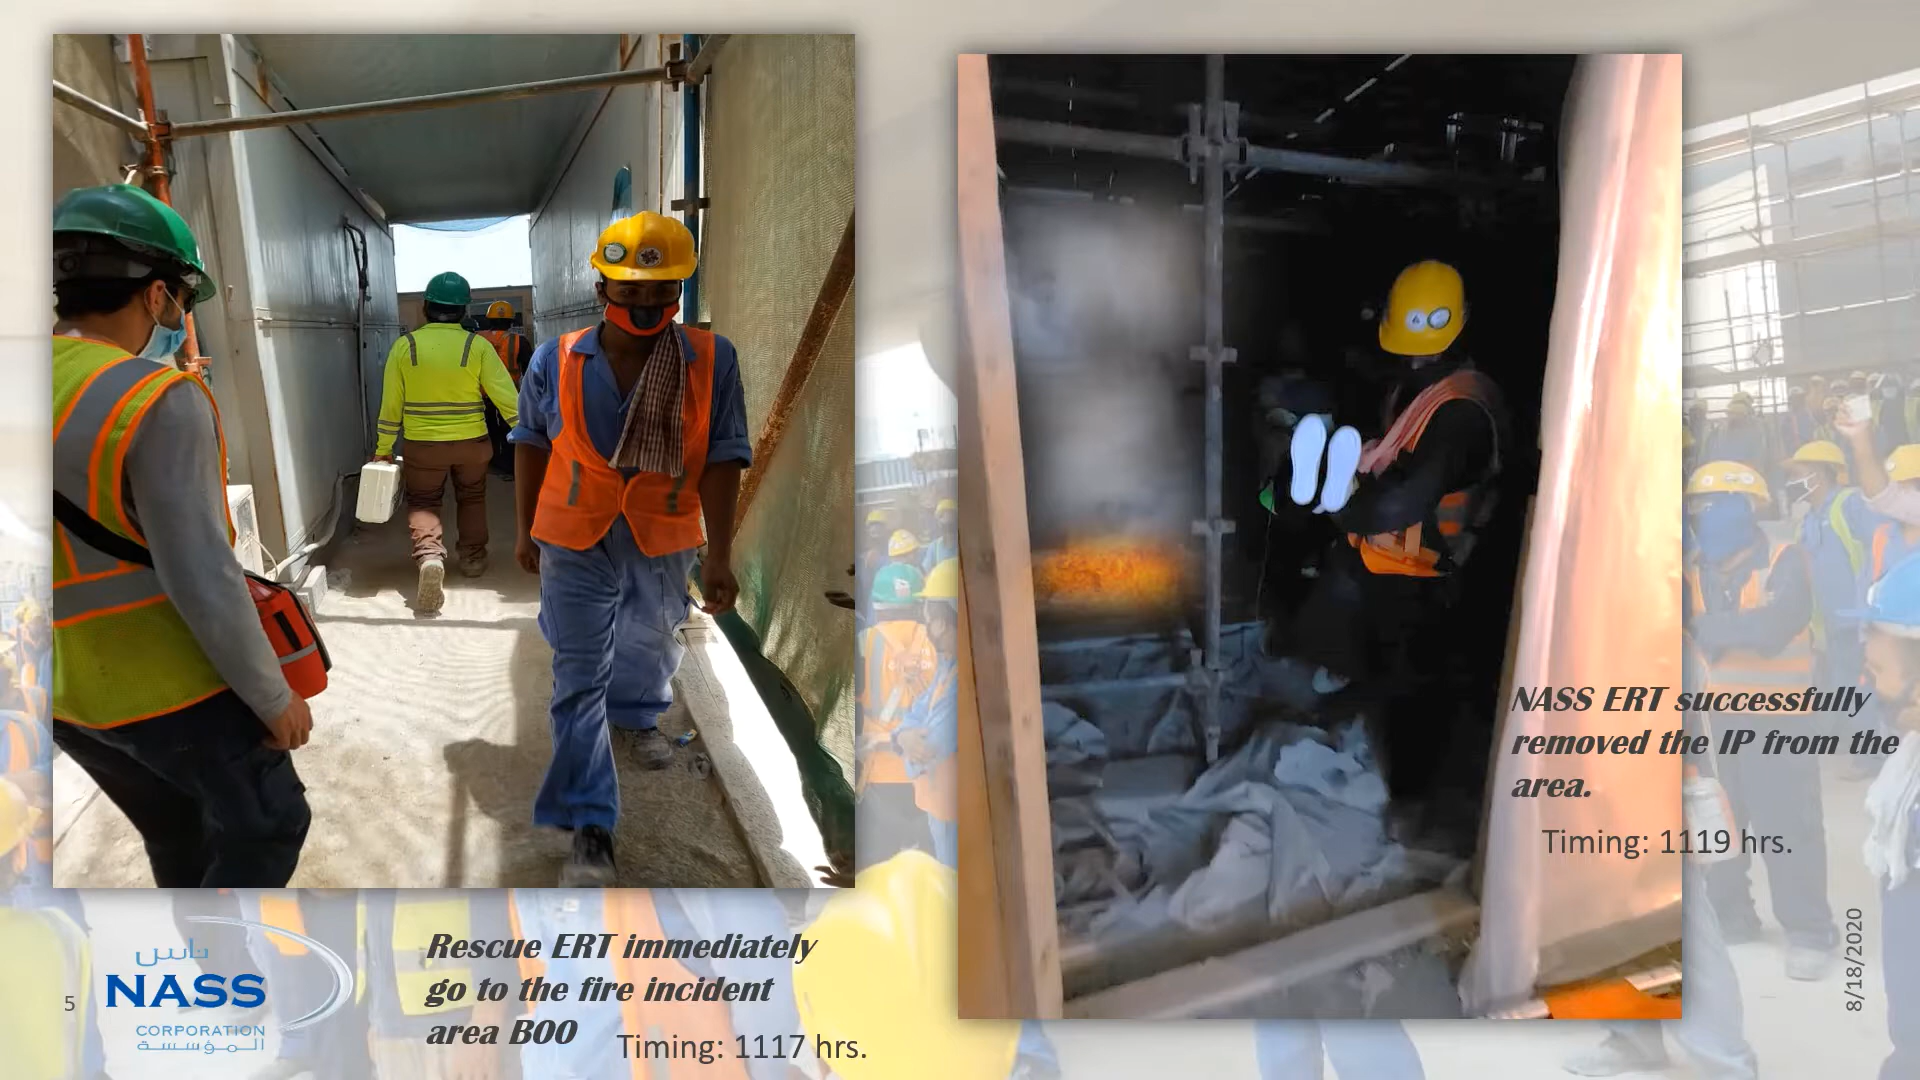 NASS ERT successfully
removed the IP from the
area.
Timing: 1119 hrs.
Rescue ERT immediately
go to the fire incident
area B00
Timing: 1117 hrs.
5
ناس
NASS
CORPORATION
المؤسسة
8/18/2020